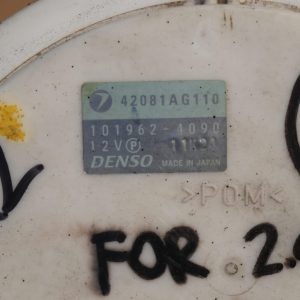 42081AG110
101962-4090
12V Ⓟ
DENSO MADE IN JAPAN
>POM<
FOR 2.